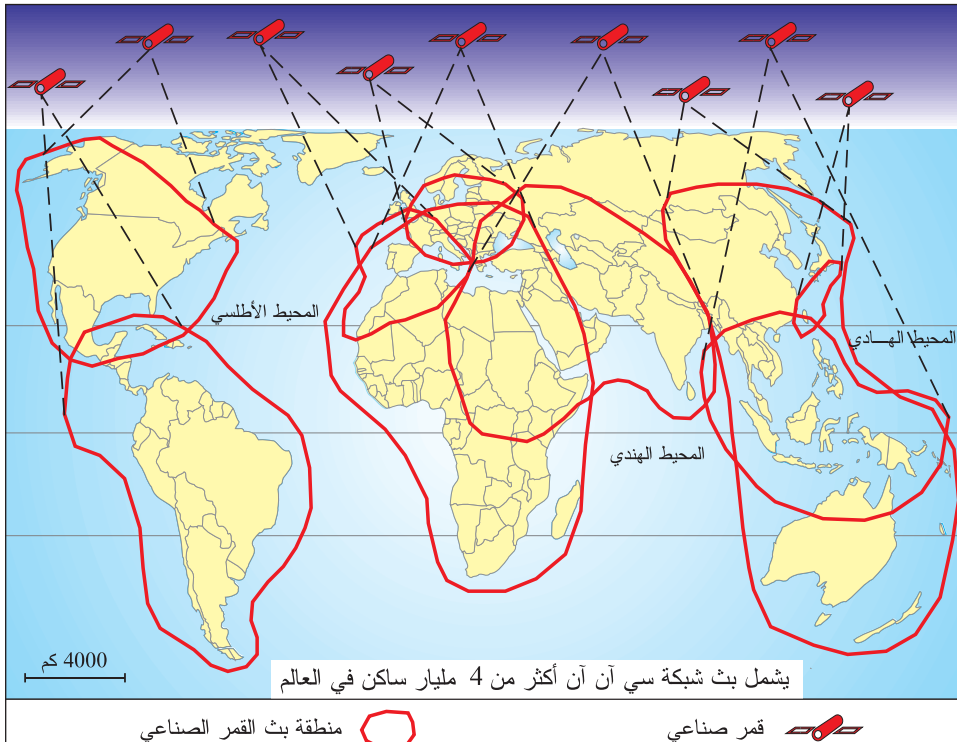 المحيط الأطلسي
المحيط الهـــادي
المحيط الهندي
4000 كم
يشمل بث شبكة سي آن آن أكثر من 4 مليار ساكن في العالم
قمر صناعي
منطقة بث القمر الصناعي